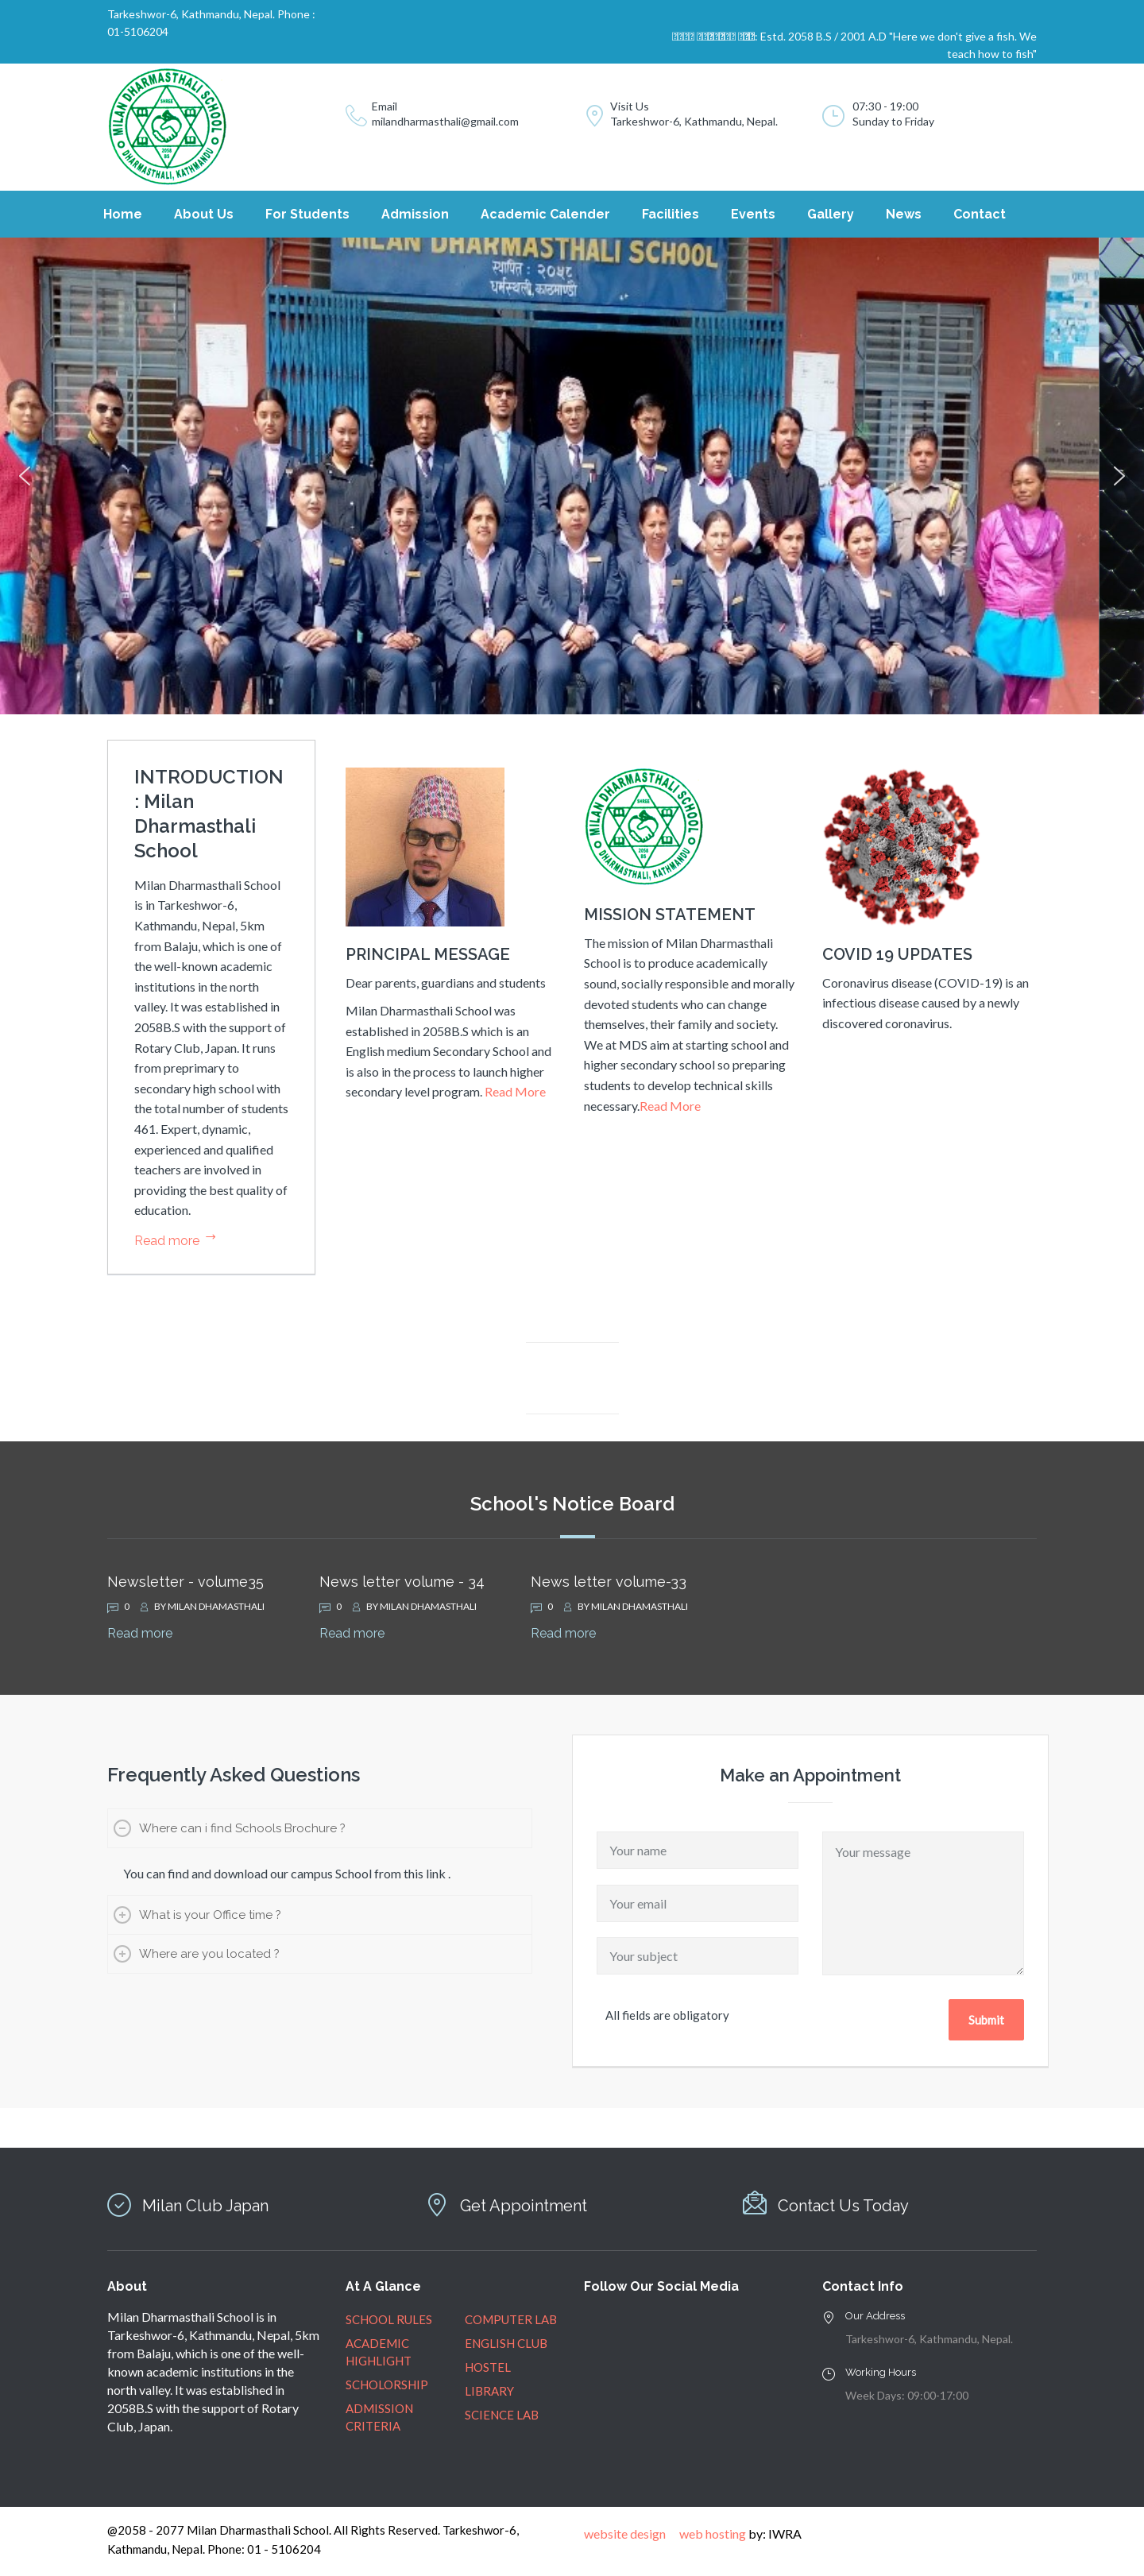 Tarkeshwor-6, Kathmandu, Nepal. Phone :
01-5106204
: Estd. 2058 B.S / 2001 A.D "Here we don't give a fish. We
teach how to fish"
MILAN DHARMASTHALI SCHOOL
SHREE
2058
BS
DHARMASTHALI, KATHMANDU
Email
milandharmasthali@gmail.com
Visit Us
Tarkeshwor-6, Kathmandu, Nepal.
07:30 - 19:00
Sunday to Friday
Home
About Us
For Students
Admission
Academic Calender
Facilities
Events
Gallery
News
Contact
MILAN DHARMASTHALI SCHOOL
स्थापित : २०५८
धर्मस्थली, काठमाण्डौ
INTRODUCTION
: Milan
Dharmasthali
School
Milan Dharmasthali School
is in Tarkeshwor-6,
Kathmandu, Nepal, 5km
from Balaju, which is one of
the well-known academic
institutions in the north
valley. It was established in
2058B.S with the support of
Rotary Club, Japan. It runs
from preprimary to
secondary high school with
the total number of students
461. Expert, dynamic,
experienced and qualified
teachers are involved in
providing the best quality of
education.
Read more →
PRINCIPAL MESSAGE
Dear parents, guardians and students
Milan Dharmasthali School was
established in 2058B.S which is an
English medium Secondary School and
is also in the process to launch higher
secondary level program. Read More
MILAN DHARMASTHALI SCHOOL
SHREE
2058
BS
DHARMASTHALI, KATHMANDU
MISSION STATEMENT
The mission of Milan Dharmasthali
School is to produce academically
sound, socially responsible and morally
devoted students who can change
themselves, their family and society.
We at MDS aim at starting school and
higher secondary school so preparing
students to develop technical skills
necessary.Read More
COVID 19 UPDATES
Coronavirus disease (COVID-19) is an
infectious disease caused by a newly
discovered coronavirus.
School's Notice Board
Newsletter - volume35
0 BY MILAN DHAMASTHALI
Read more
News letter volume - 34
0 BY MILAN DHAMASTHALI
Read more
News letter volume-33
0 BY MILAN DHAMASTHALI
Read more
Frequently Asked Questions
Where can i find Schools Brochure ?
You can find and download our campus School from this link .
What is your Office time ?
Where are you located ?
Make an Appointment
Your name
Your email
Your subject
Your message
All fields are obligatory
Submit
Milan Club Japan
Get Appointment
Contact Us Today
About
Milan Dharmasthali School is in
Tarkeshwor-6, Kathmandu, Nepal, 5km
from Balaju, which is one of the well-
known academic institutions in the
north valley. It was established in
2058B.S with the support of Rotary
Club, Japan.
At A Glance
SCHOOL RULES
ACADEMIC
HIGHLIGHT
SCHOLORSHIP
ADMISSION
CRITERIA
COMPUTER LAB
ENGLISH CLUB
HOSTEL
LIBRARY
SCIENCE LAB
Follow Our Social Media
Contact Info
Our Address
Tarkeshwor-6, Kathmandu, Nepal.
Working Hours
Week Days: 09:00-17:00
@2058 - 2077 Milan Dharmasthali School. All Rights Reserved. Tarkeshwor-6,
Kathmandu, Nepal. Phone: 01 - 5106204
website design web hosting by: IWRA